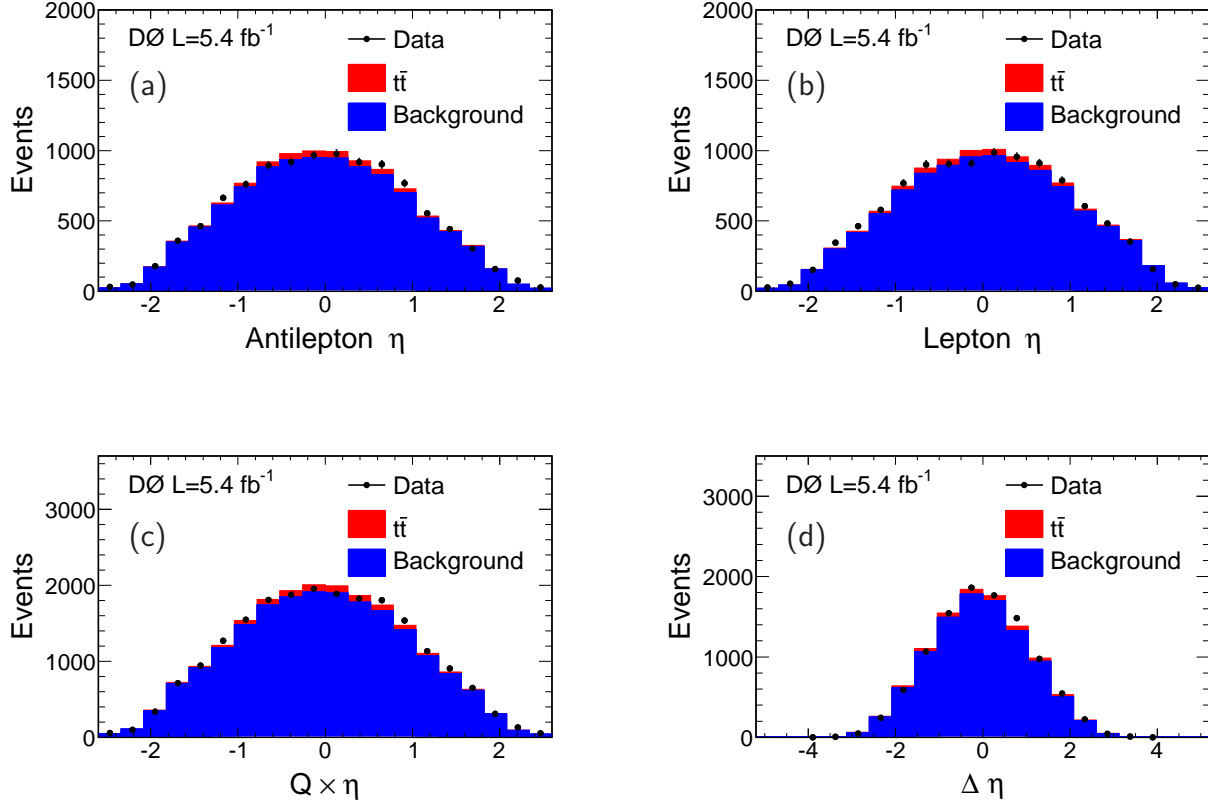 2000
1500
1000
500
0
Events
DØ L=5.4 fb⁻¹
(a)
Data
tt̄
Background
-2 -1 0 1 2
Antilepton η
2000
1500
1000
500
0
Events
DØ L=5.4 fb⁻¹
(b)
Data
tt̄
Background
-2 -1 0 1 2
Lepton η
3000
2000
1000
0
Events
DØ L=5.4 fb⁻¹
(c)
Data
tt̄
Background
-2 -1 0 1 2
Q × η
3000
2000
1000
0
Events
DØ L=5.4 fb⁻¹
(d)
Data
tt̄
Background
-4 -2 0 2 4
Δ η